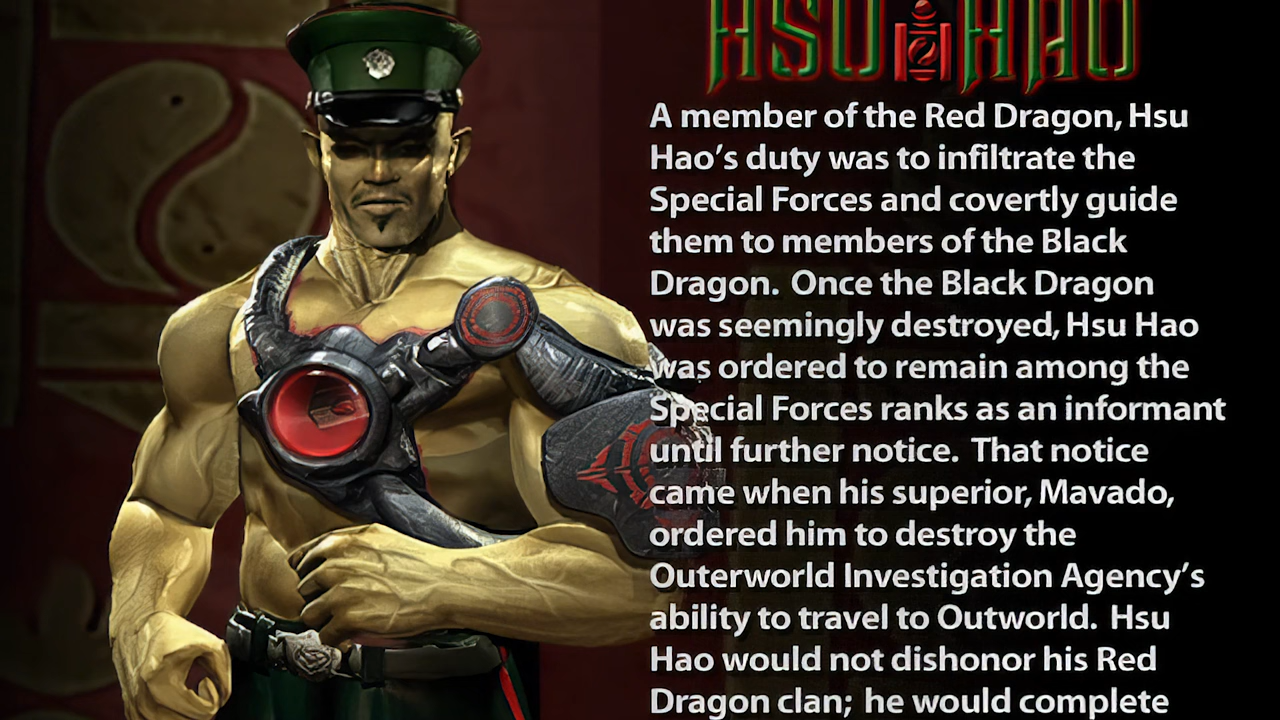 HSU HAO
A member of the Red Dragon, Hsu
Hao's duty was to infiltrate the
Special Forces and covertly guide
them to members of the Black
Dragon. Once the Black Dragon
was seemingly destroyed, Hsu Hao
was ordered to remain among the
Special Forces ranks as an informant
until further notice. That notice
came when his superior, Mavado,
ordered him to destroy the
Outerworld Investigation Agency's
ability to travel to Outworld. Hsu
Hao would not dishonor his Red
Dragon clan; he would complete